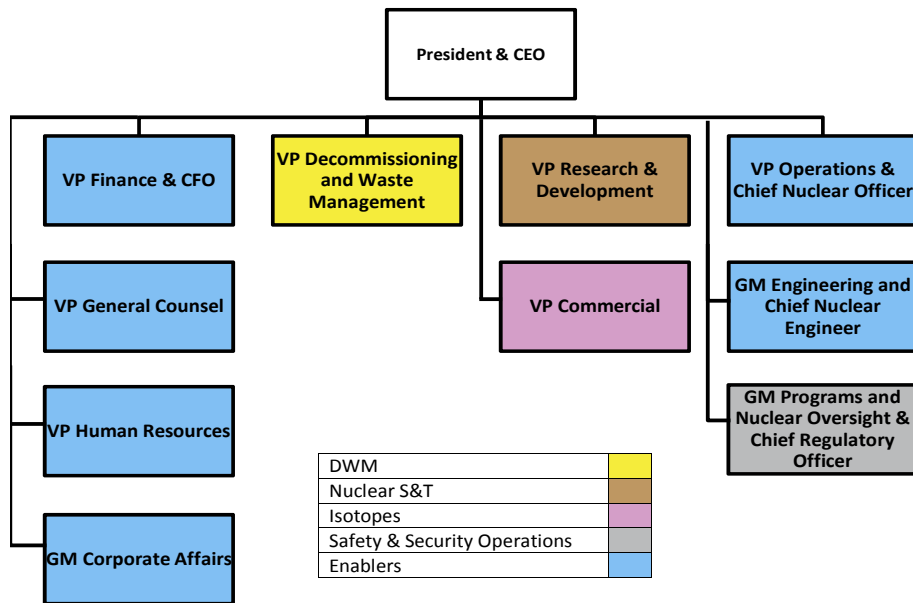 President & CEO
VP Finance & CFO
VP Decommissioning
and Waste
Management
VP Research &
Development
VP Operations &
Chief Nuclear Officer
VP General Counsel
VP Commercial
GM Engineering and
Chief Nuclear
Engineer
VP Human Resources
GM Programs and
Nuclear Oversight &
Chief Regulatory
Officer
GM Corporate Affairs
DWM
Nuclear S&T
Isotopes
Safety & Security Operations
Enablers